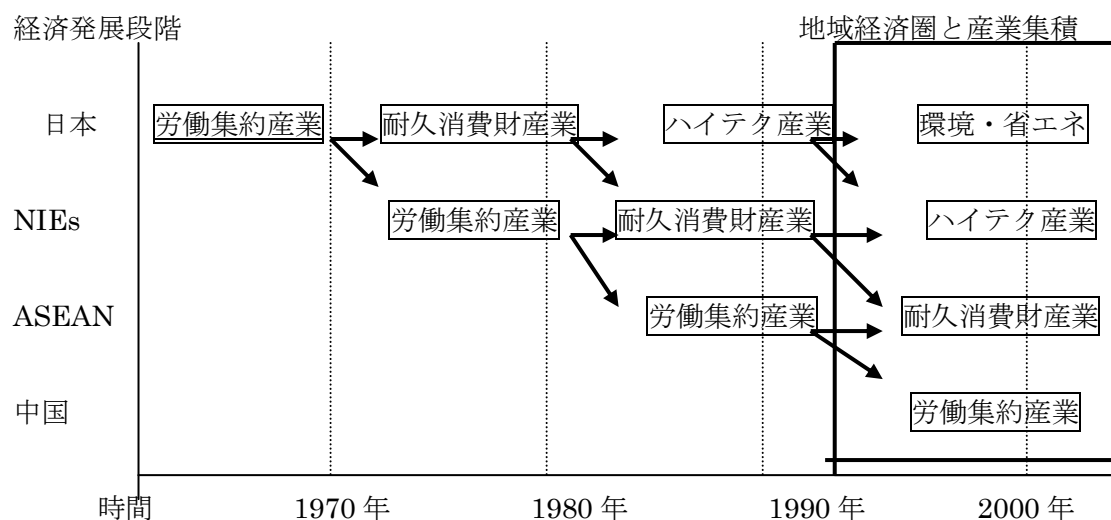 経済発展段階 地域経済圏と産業集積
日本 労働集約産業 耐久消費財産業 ハイテク産業 環境・省エネ
NIEs 労働集約産業 耐久消費財産業 ハイテク産業
ASEAN 労働集約産業 耐久消費財産業
中国 労働集約産業
時間 1970 年 1980 年 1990 年 2000 年